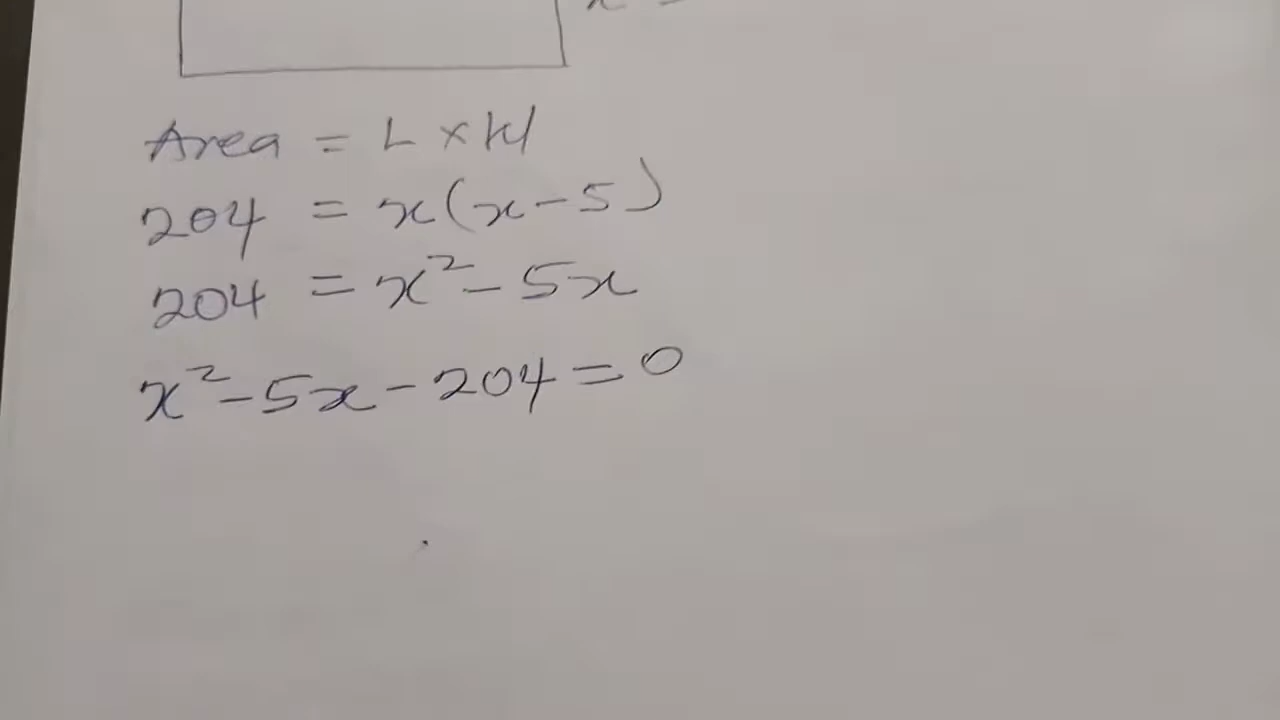 Area = L × W
204 = x(x-5)
204 = x² - 5x
x² - 5x - 204 = 0